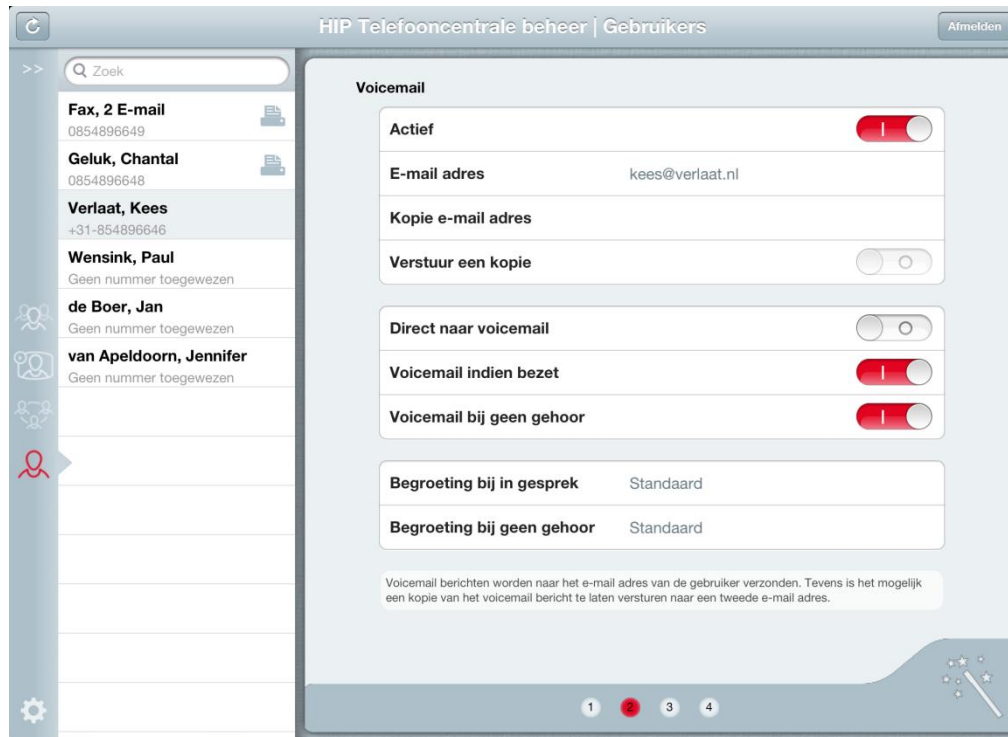 HIP Telefooncentrale beheer | Gebruikers
Afmelden
>>
Zoek
Fax, 2 E-mail
0854896649
Geluk, Chantal
0854896648
Verlaat, Kees
+31-854896646
Wensink, Paul
Geen nummer toegewezen
de Boer, Jan
Geen nummer toegewezen
van Apeldoorn, Jennifer
Geen nummer toegewezen
Voicemail
Actief
E-mail adres kees@verlaat.nl
Kopie e-mail adres
Verstuur een kopie
Direct naar voicemail
Voicemail indien bezet
Voicemail bij geen gehoor
Begroeting bij in gesprek Standaard
Begroeting bij geen gehoor Standaard
Voicemail berichten worden naar het e-mail adres van de gebruiker verzonden. Tevens is het mogelijk
een kopie van het voicemail bericht te laten versturen naar een tweede e-mail adres.
1 2 3 4